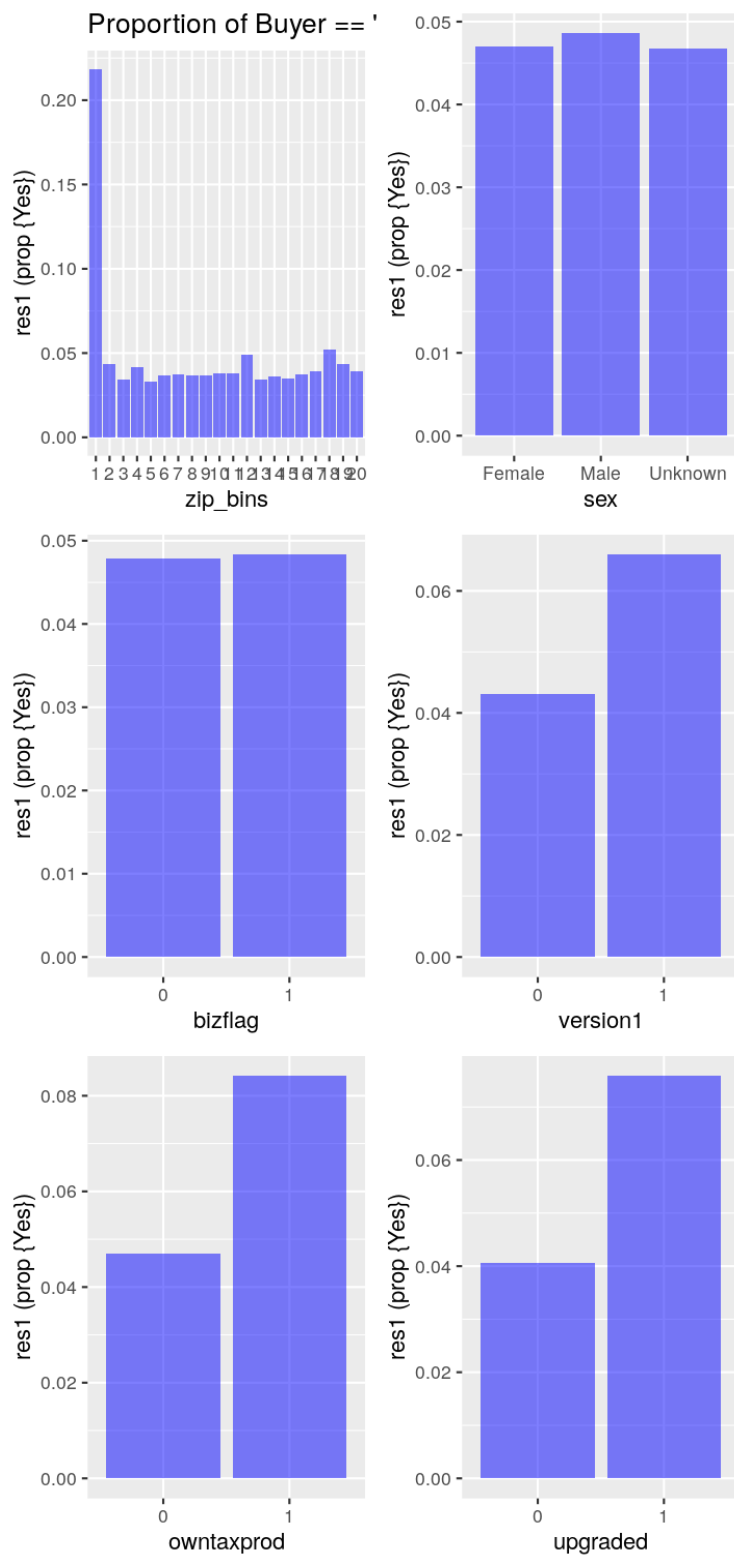 Proportion of Buyer == '
res1 (prop {Yes})
0.20
0.15
0.10
0.05
0.00
1 2 3 4 5 6 7 8 9 10 11 12 13 14 15 16 17 18 19 20
zip_bins
res1 (prop {Yes})
0.05
0.04
0.03
0.02
0.01
0.00
Female Male Unknown
sex
res1 (prop {Yes})
0.05
0.04
0.03
0.02
0.01
0.00
0 1
bizflag
res1 (prop {Yes})
0.06
0.04
0.02
0.00
0 1
version1
res1 (prop {Yes})
0.08
0.06
0.04
0.02
0.00
0 1
owntaxprod
res1 (prop {Yes})
0.06
0.04
0.02
0.00
0 1
upgraded